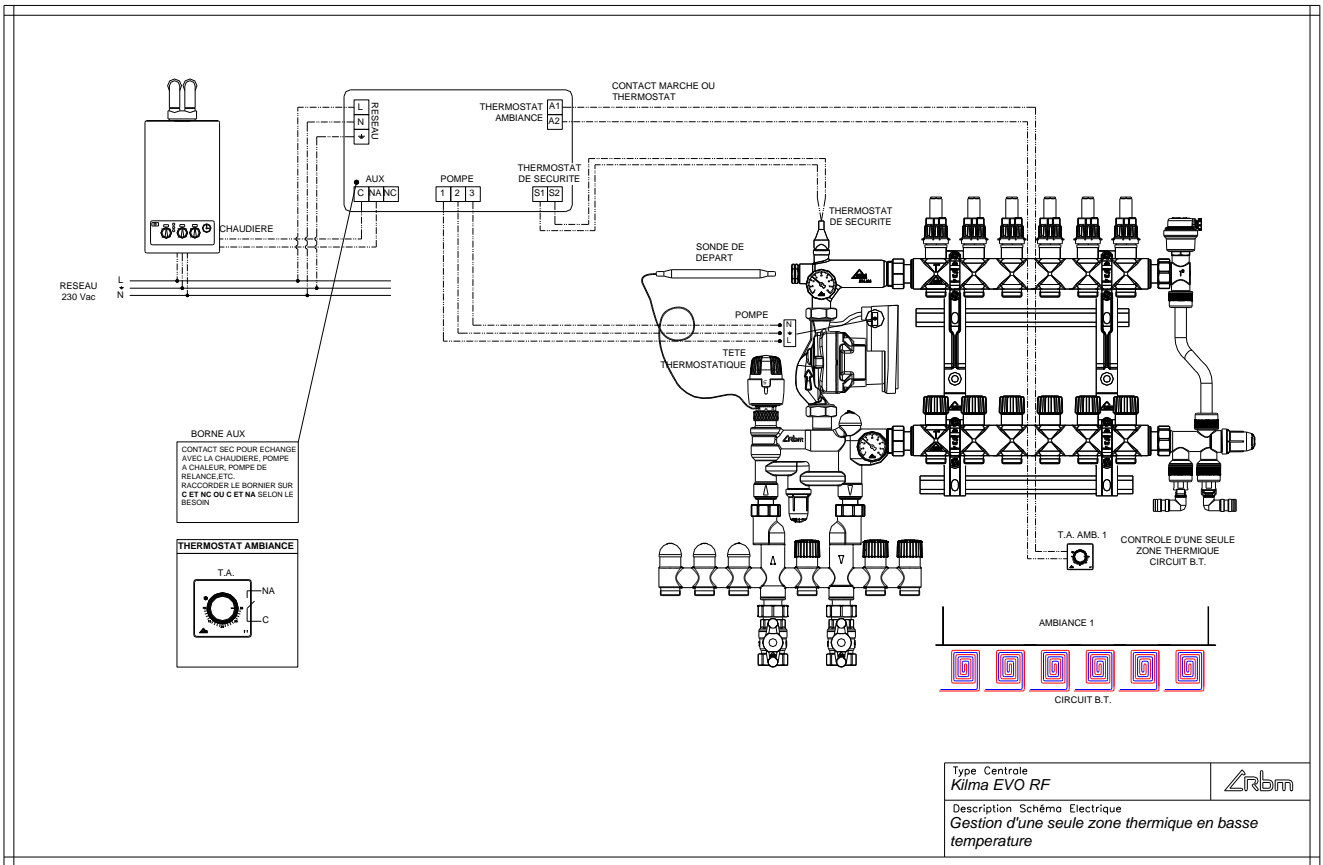 CONTACT MARCHE OU
THERMOSTAT
L
N
RESEAU
THERMOSTAT
AMBIANCE
A1
A2
AUX
C NA NC
POMPE
1 2 3
THERMOSTAT
DE SECURITE
S1 S2
CHAUDIERE
RESEAU
230 Vac
L
N
THERMOSTAT
DE SECURITE
SONDE DE
DEPART
POMPE
N
L
TETE
THERMOSTATIQUE
rbm
BORNE AUX
CONTACT SEC POUR ECHANGE
AVEC LA CHAUDIERE, POMPE
A CHALEUR, POMPE DE
RELANCE,ETC.
RACCORDER LE BORNIER SUR
C ET NC OU C ET NA SELON LE
BESOIN
THERMOSTAT AMBIANCE
T.A.
NA
C
T.A. AMB. 1
CONTROLE D'UNE SEULE
ZONE THERMIQUE
CIRCUIT B.T.
AMBIANCE 1
CIRCUIT B.T.
Type Centrale
Kilma EVO RF
rbm
Description Schéma Electrique
Gestion d'une seule zone thermique en basse
temperature